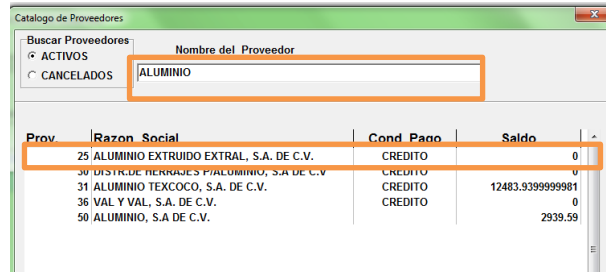 Catalogo de Proveedores
Buscar Proveedores
ACTIVOS
CANCELADOS
Nombre del Proveedor
ALUMINIO
Prov. Razon Social Cond Pago Saldo
25 ALUMINIO EXTRUIDO EXTRAL, S.A. DE C.V. CREDITO 0
30 DISTR.DE HERRAJES P/ALUMINIO, S.A DE C.V CREDITO 0
31 ALUMINIO TEXCOCO, S.A. DE C.V. CREDITO 12483.9399999981
36 VAL Y VAL, S.A. DE C.V. CREDITO 0
50 ALUMINIO, S.A DE C.V. 2939.59